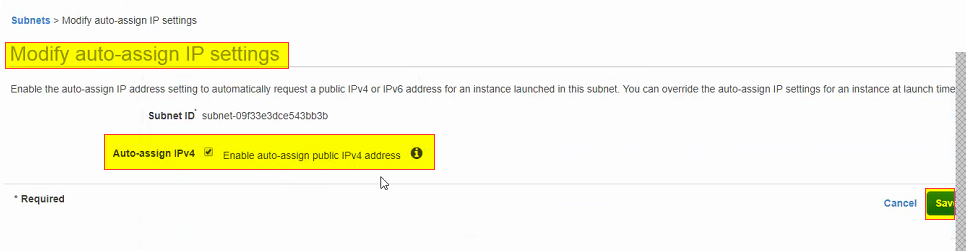 Subnets > Modify auto-assign IP settings
Modify auto-assign IP settings
Enable the auto-assign IP address setting to automatically request a public IPv4 or IPv6 address for an instance launched in this subnet. You can override the auto-assign IP settings for an instance at launch time
Subnet ID* subnet-09f33e3dce543bb3b
Auto-assign IPv4 Enable auto-assign public IPv4 address
* Required
Cancel Sav